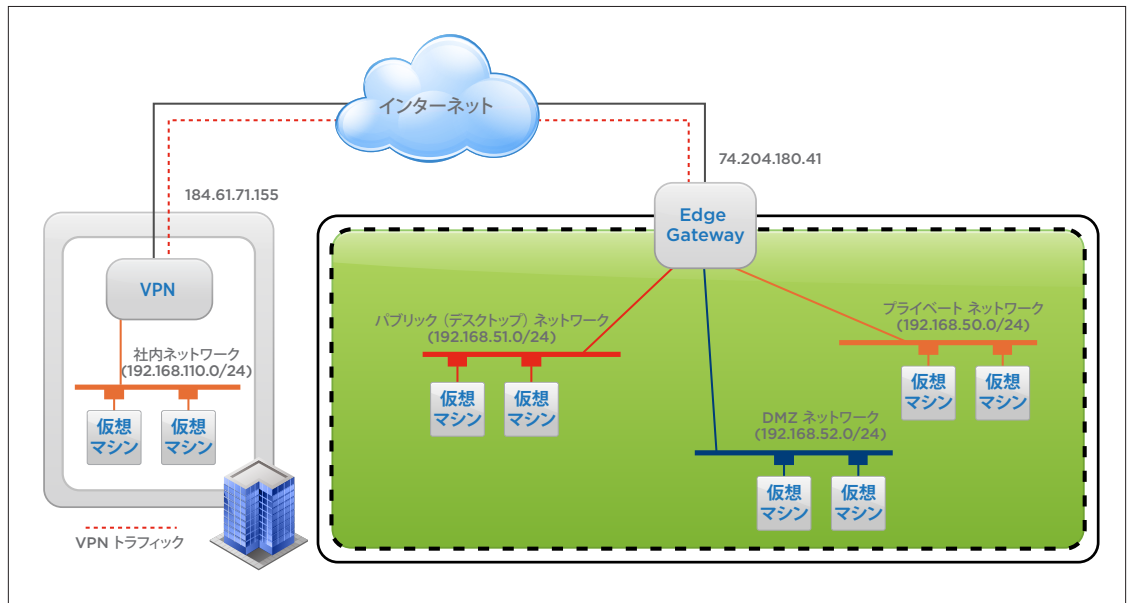 インターネット
74.204.180.41
184.61.71.155
Edge
Gateway
VPN
パブリック（デスクトップ）ネットワーク
(192.168.51.0/24)
プライベート ネットワーク
(192.168.50.0/24)
社内ネットワーク
(192.168.110.0/24)
仮想
マシン
仮想
マシン
仮想
マシン
仮想
マシン
仮想
マシン
仮想
マシン
DMZ ネットワーク
(192.168.52.0/24)
仮想
マシン
仮想
マシン
VPN トラフィック